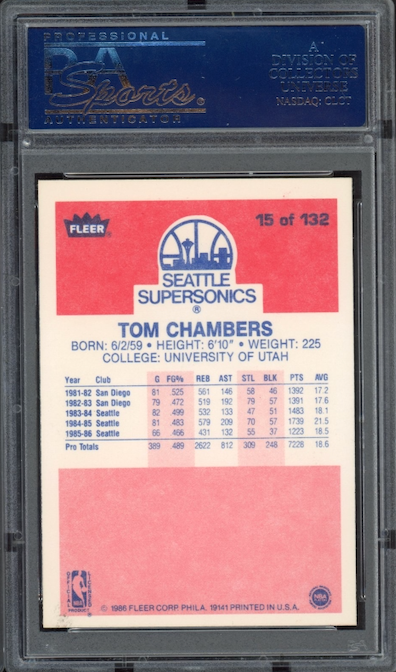 PROFESSIONAL
PSA
Sports®
AUTHENTICATOR
A
DIVISION OF
COLLECTORS
UNIVERSE
NASDAQ: CLCT
FLEER
15 of 132
SEATTLE
SUPERSONICS
®
TOM CHAMBERS
BORN: 6/2/59 • HEIGHT: 6'10" • WEIGHT: 225
COLLEGE: UNIVERSITY OF UTAH
Year Club G FG% REB AST STL BLK PTS AVG
1981-82 San Diego 81 .525 561 146 58 46 1392 17.2
1982-83 San Diego 79 .472 519 192 79 57 1391 17.6
1983-84 Seattle 82 .499 532 133 47 51 1483 18.1
1984-85 Seattle 81 .483 579 209 70 57 1739 21.5
1985-86 Seattle 66 .466 431 132 55 37 1223 18.5
Pro Totals 389 .489 2622 812 309 248 7228 18.6
NBA
© 1986 FLEER CORP. PHILA. 19141 PRINTED IN U.S.A.